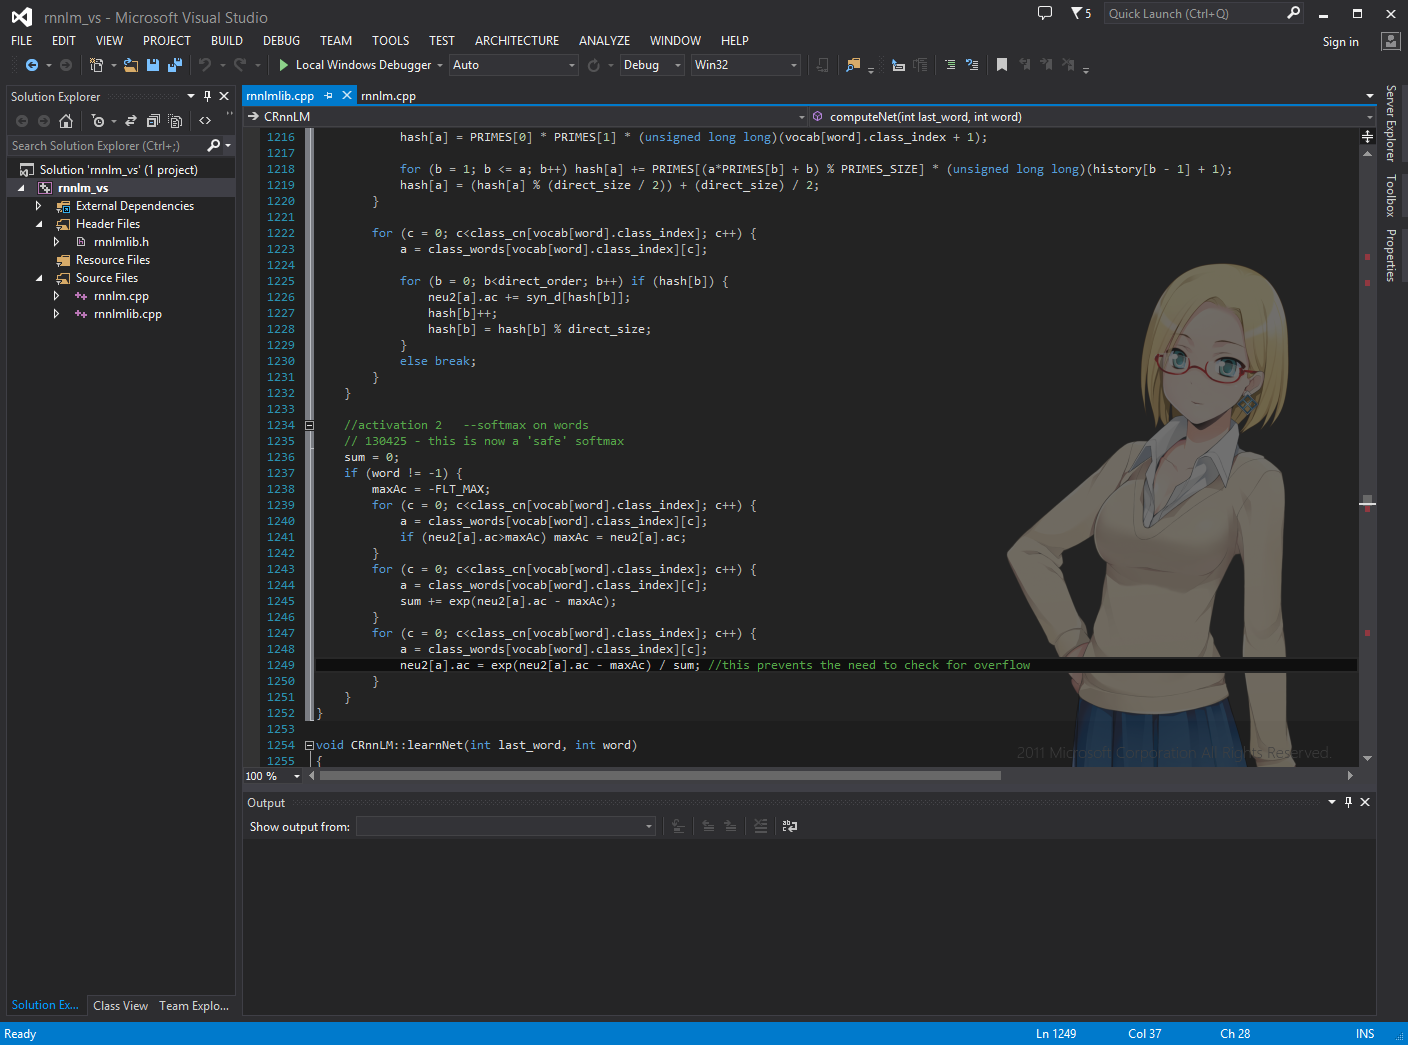 rnnlm_vs - Microsoft Visual Studio
5
Quick Launch (Ctrl+Q)
FILE EDIT VIEW PROJECT BUILD DEBUG TEAM TOOLS TEST ARCHITECTURE ANALYZE WINDOW HELP
Sign in
Local Windows Debugger Auto Debug Win32
Solution Explorer
Search Solution Explorer (Ctrl+;)
Solution 'rnnlm_vs' (1 project)
rnnlm_vs
External Dependencies
Header Files
rnnlmlib.h
Resource Files
Source Files
rnnlm.cpp
rnnlmlib.cpp
Solution Ex... Class View Team Explo...
rnnlmlib.cpp rnnlm.cpp
CRnnLM computeNet(int last_word, int word)
1216 hash[a] = PRIMES[0] * PRIMES[1] * (unsigned long long)(vocab[word].class_index + 1);
1217
1218 for (b = 1; b <= a; b++) hash[a] += PRIMES[(a*PRIMES[b] + b) % PRIMES_SIZE] * (unsigned long long)(history[b - 1] + 1);
1219 hash[a] = (hash[a] % (direct_size / 2)) + (direct_size) / 2;
1220 }
1221
1222 for (c = 0; c<class_cn[vocab[word].class_index]; c++) {
1223 a = class_words[vocab[word].class_index][c];
1224
1225 for (b = 0; b<direct_order; b++) if (hash[b]) {
1226 neu2[a].ac += syn_d[hash[b]];
1227 hash[b]++;
1228 hash[b] = hash[b] % direct_size;
1229 }
1230 else break;
1231 }
1232 }
1233
1234 //activation 2 --softmax on words
1235 // 130425 - this is now a 'safe' softmax
1236 sum = 0;
1237 if (word != -1) {
1238 maxAc = -FLT_MAX;
1239 for (c = 0; c<class_cn[vocab[word].class_index]; c++) {
1240 a = class_words[vocab[word].class_index][c];
1241 if (neu2[a].ac>maxAc) maxAc = neu2[a].ac;
1242 }
1243 for (c = 0; c<class_cn[vocab[word].class_index]; c++) {
1244 a = class_words[vocab[word].class_index][c];
1245 sum += exp(neu2[a].ac - maxAc);
1246 }
1247 for (c = 0; c<class_cn[vocab[word].class_index]; c++) {
1248 a = class_words[vocab[word].class_index][c];
1249 neu2[a].ac = exp(neu2[a].ac - maxAc) / sum; //this prevents the need to check for overflow
1250 }
1251 }
1252 }
1253
1254 void CRnnLM::learnNet(int last_word, int word)
1255 {
2011 Microsoft Corporation All Rights Reserved.
100 %
Server Explorer
Toolbox
Properties
Output
Show output from:
Ready Ln 1249 Col 37 Ch 28 INS